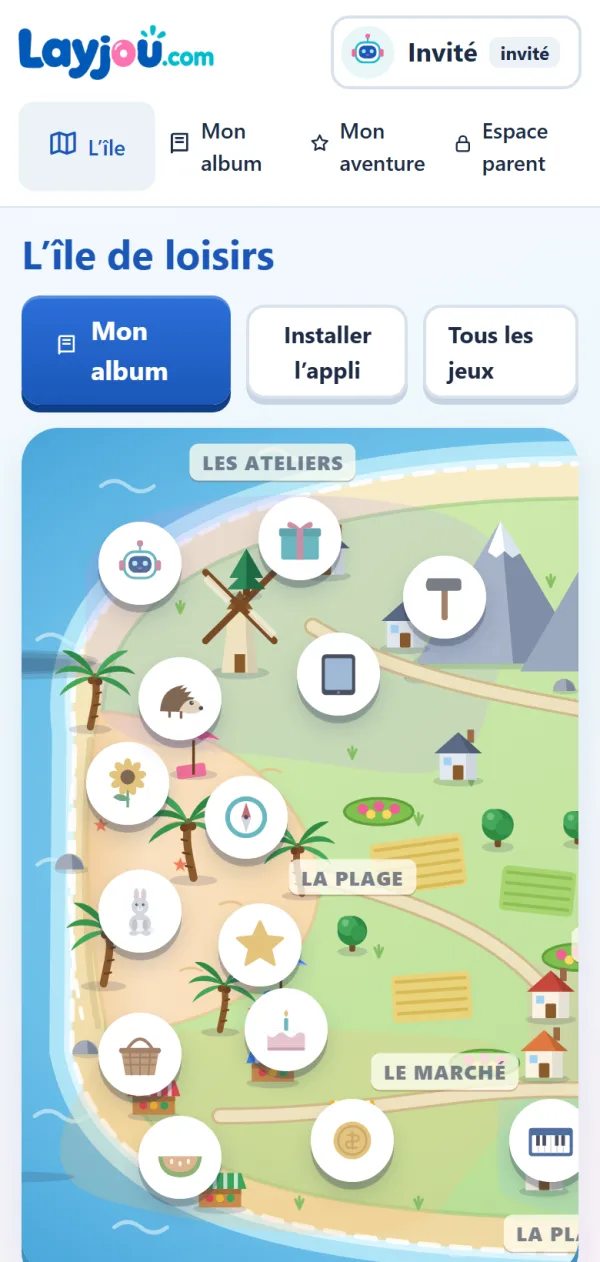 Layjou.com
Invité invité
L’île
Mon
album
Mon
aventure
Espace
parent
L’île de loisirs
Mon
album
Installer
l’appli
Tous les
jeux
LES ATELIERS
LA PLAGE
LE MARCHÉ